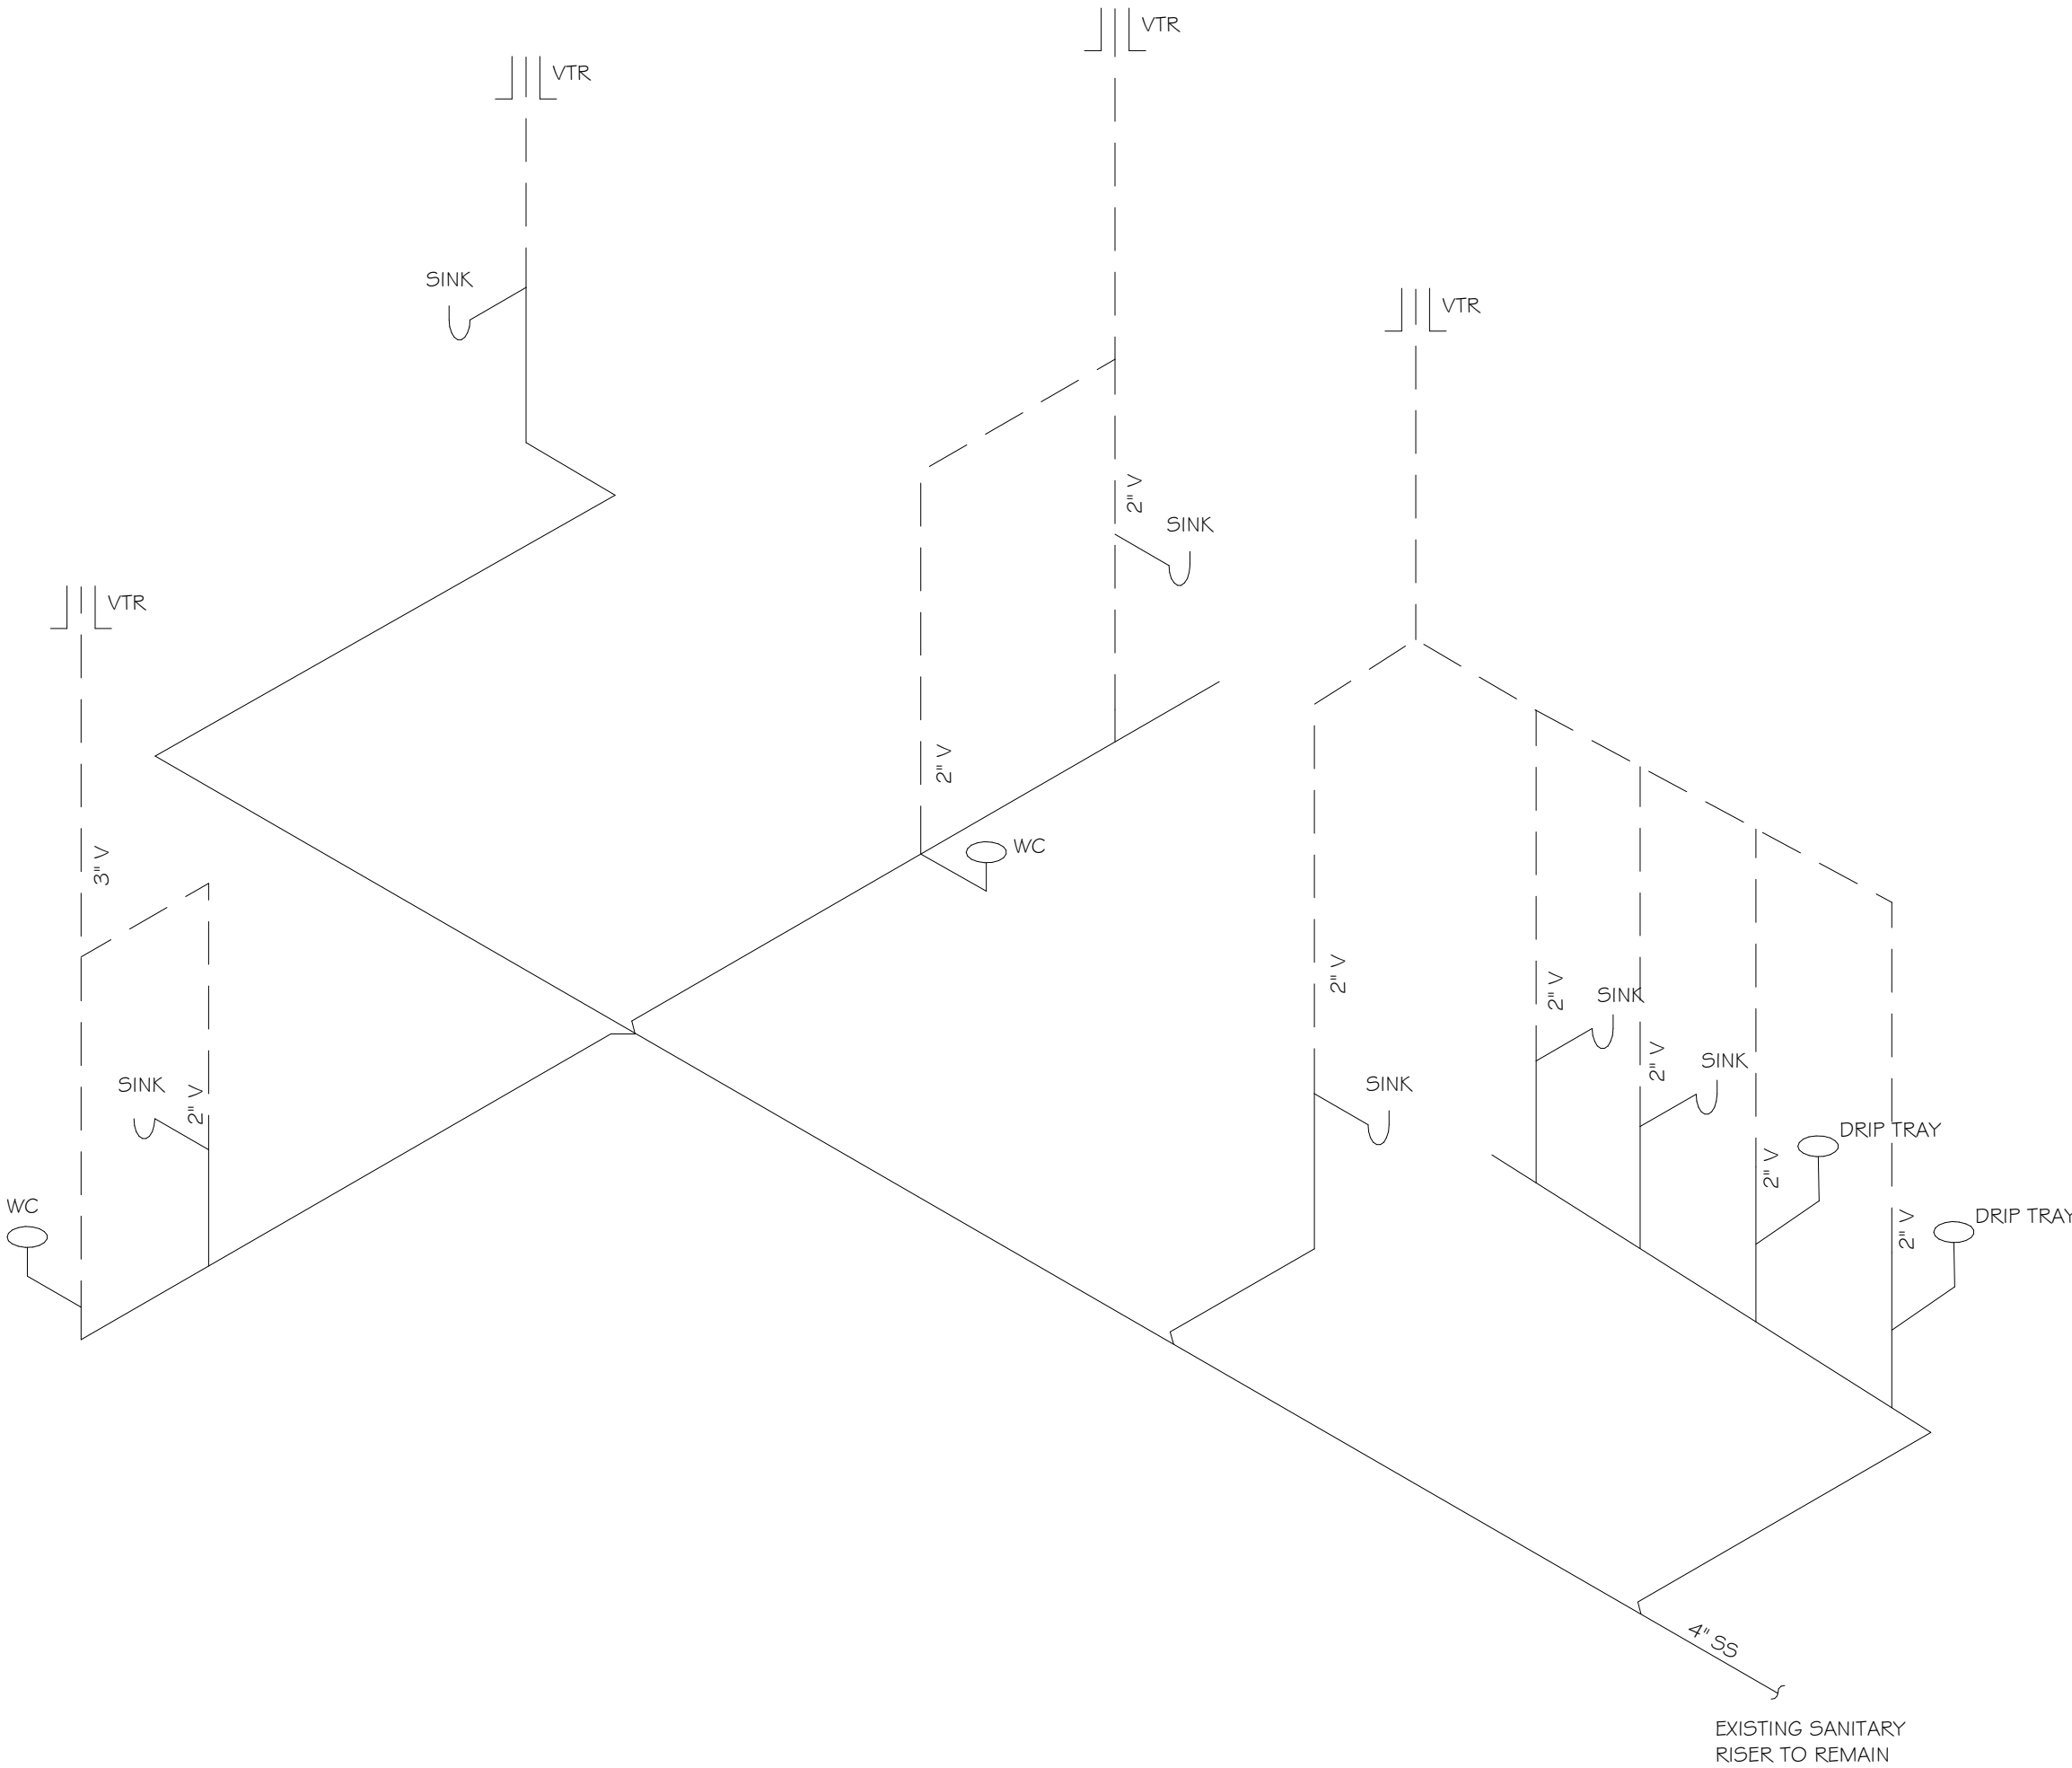 VTR
VTR
SINK
VTR
2" V
SINK
VTR
2" V
WC
3" V
2" V
2" V
SINK
2" V
SINK
SINK
2" V
SINK
DRIP TRAY
2" V
WC
DRIP TRAY
2" V
4" SS
EXISTING SANITARY
RISER TO REMAIN